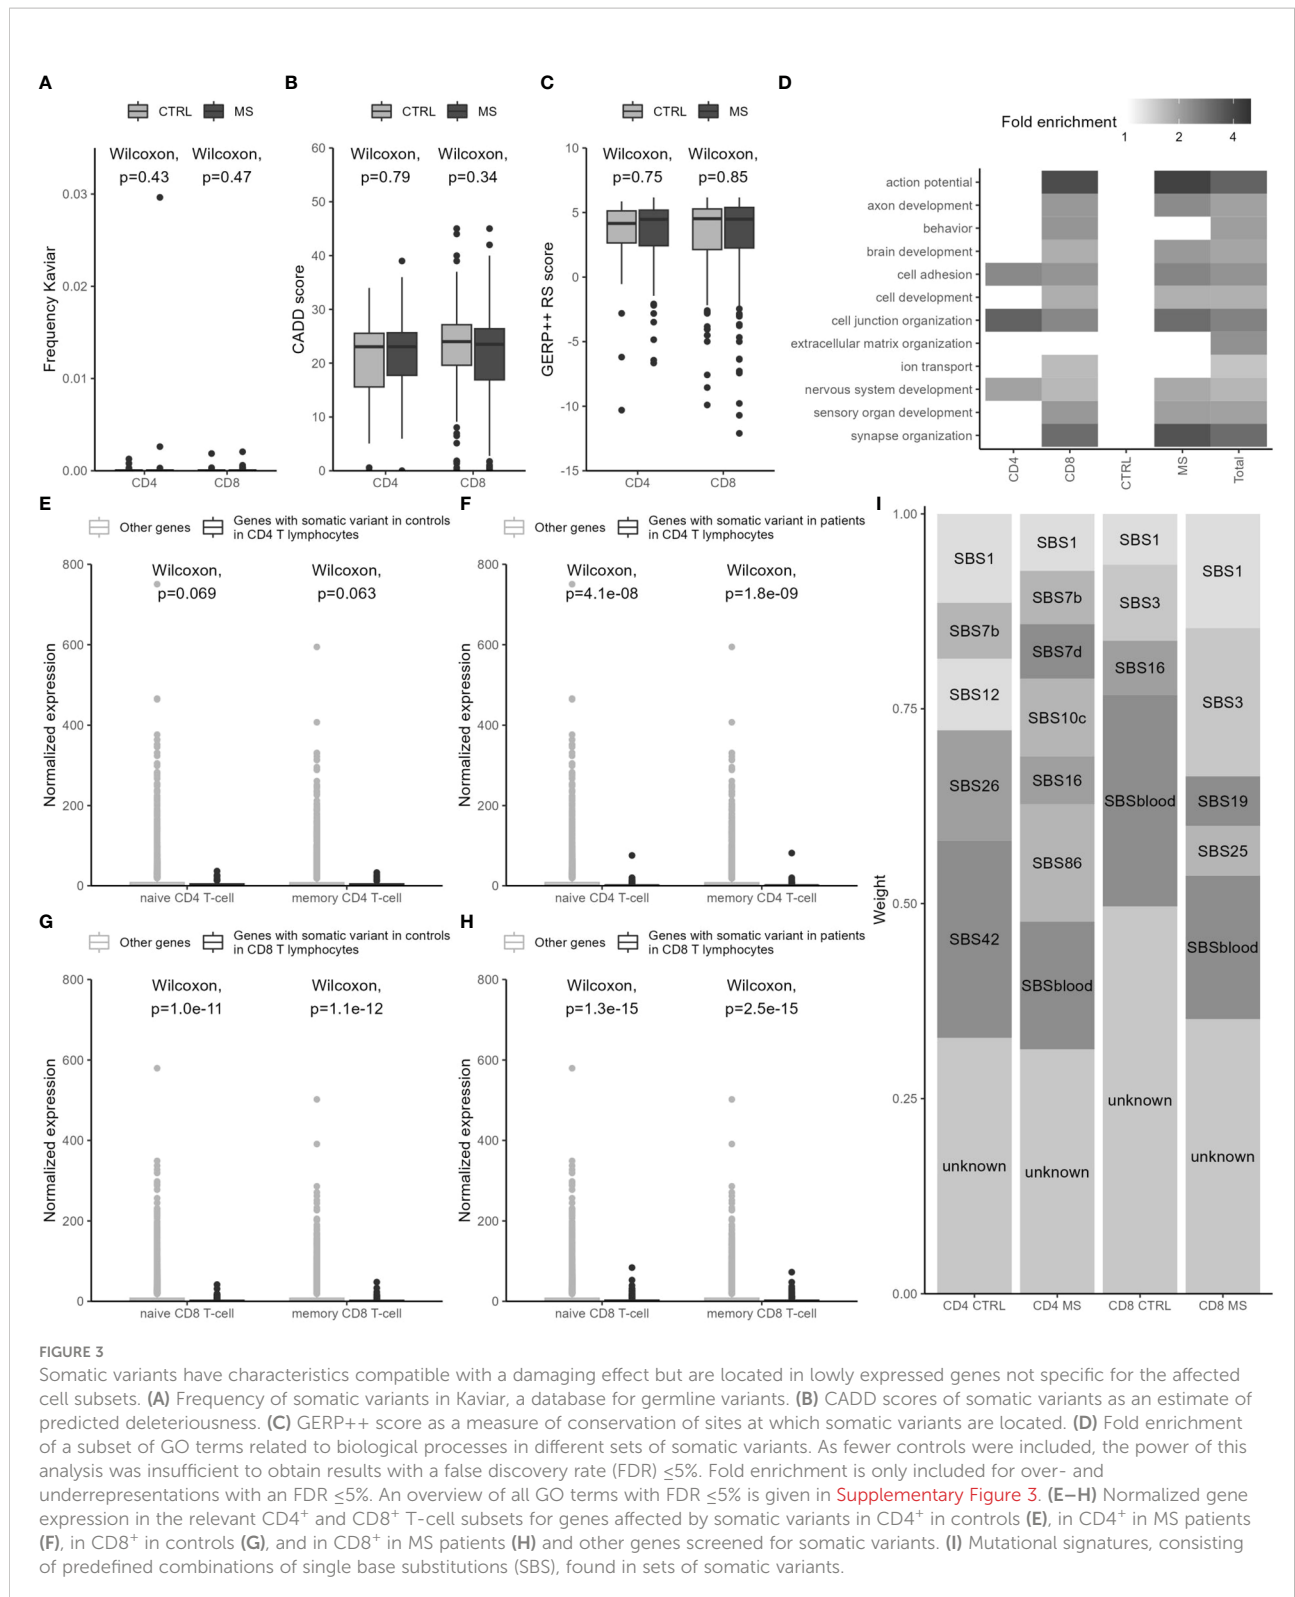 A
CTRL MS
Wilcoxon, Wilcoxon,
p=0.43 p=0.47
Frequency Kaviar
0.03
0.02
0.01
0.00
CD4 CD8
B
CTRL MS
Wilcoxon, Wilcoxon,
p=0.79 p=0.34
CADD score
60
50
40
30
20
10
0
CD4 CD8
C
CTRL MS
Wilcoxon, Wilcoxon,
p=0.75 p=0.85
GERP++ RS score
10
5
0
-5
-10
-15
CD4 CD8
D
Fold enrichment
1 2 4
action potential
axon development
behavior
brain development
cell adhesion
cell development
cell junction organization
extracellular matrix organization
ion transport
nervous system development
sensory organ development
synapse organization
CD4 CD8 CTRL MS Total
E
Other genes Genes with somatic variant in controls
in CD4 T lymphocytes
Wilcoxon, Wilcoxon,
p=0.069 p=0.063
Normalized expression
800
600
400
200
0
naive CD4 T-cell memory CD4 T-cell
F
Other genes Genes with somatic variant in patients
in CD4 T lymphocytes
Wilcoxon, Wilcoxon,
p=4.1e-08 p=1.8e-09
Normalized expression
800
600
400
200
0
naive CD4 T-cell memory CD4 T-cell
G
Other genes Genes with somatic variant in controls
in CD8 T lymphocytes
Wilcoxon, Wilcoxon,
p=1.0e-11 p=1.1e-12
Normalized expression
800
600
400
200
0
naive CD8 T-cell memory CD8 T-cell
H
Other genes Genes with somatic variant in patients
in CD8 T lymphocytes
Wilcoxon, Wilcoxon,
p=1.3e-15 p=2.5e-15
Normalized expression
800
600
400
200
0
naive CD8 T-cell memory CD8 T-cell
I
Weight
1.00
0.75
0.50
0.25
0.00
SBS1
SBS7b
SBS12
SBS26
SBS42
unknown
SBS1
SBS7b
SBS7d
SBS10c
SBS16
SBS86
SBSblood
unknown
SBS1
SBS3
SBS16
SBSblood
unknown
SBS1
SBS3
SBS19
SBS25
SBSblood
unknown
CD4 CTRL CD4 MS CD8 CTRL CD8 MS
FIGURE 3
Somatic variants have characteristics compatible with a damaging effect but are located in lowly expressed genes not specific for the affected
cell subsets. (A) Frequency of somatic variants in Kaviar, a database for germline variants. (B) CADD scores of somatic variants as an estimate of
predicted deleteriousness. (C) GERP++ score as a measure of conservation of sites at which somatic variants are located. (D) Fold enrichment
of a subset of GO terms related to biological processes in different sets of somatic variants. As fewer controls were included, the power of this
analysis was insufficient to obtain results with a false discovery rate (FDR) ≤5%. Fold enrichment is only included for over- and
underrepresentations with an FDR ≤5%. An overview of all GO terms with FDR ≤5% is given in Supplementary Figure 3. (E–H) Normalized gene
expression in the relevant CD4⁺ and CD8⁺ T-cell subsets for genes affected by somatic variants in CD4⁺ in controls (E), in CD4⁺ in MS patients
(F), in CD8⁺ in controls (G), and in CD8⁺ in MS patients (H) and other genes screened for somatic variants. (I) Mutational signatures, consisting
of predefined combinations of single base substitutions (SBS), found in sets of somatic variants.